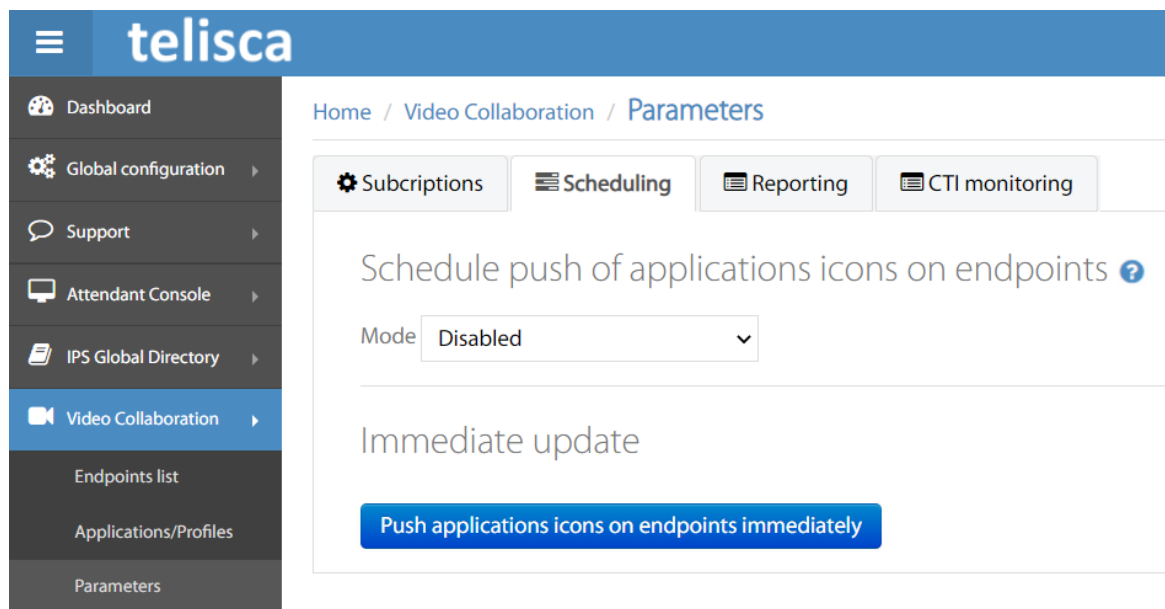 telisca
Dashboard
Global configuration
Support
Attendant Console
IPS Global Directory
Video Collaboration
Endpoints list
Applications/Profiles
Parameters
Home / Video Collaboration / Parameters
Subcriptions Scheduling Reporting CTI monitoring
Schedule push of applications icons on endpoints ?
Mode Disabled
Immediate update
Push applications icons on endpoints immediately